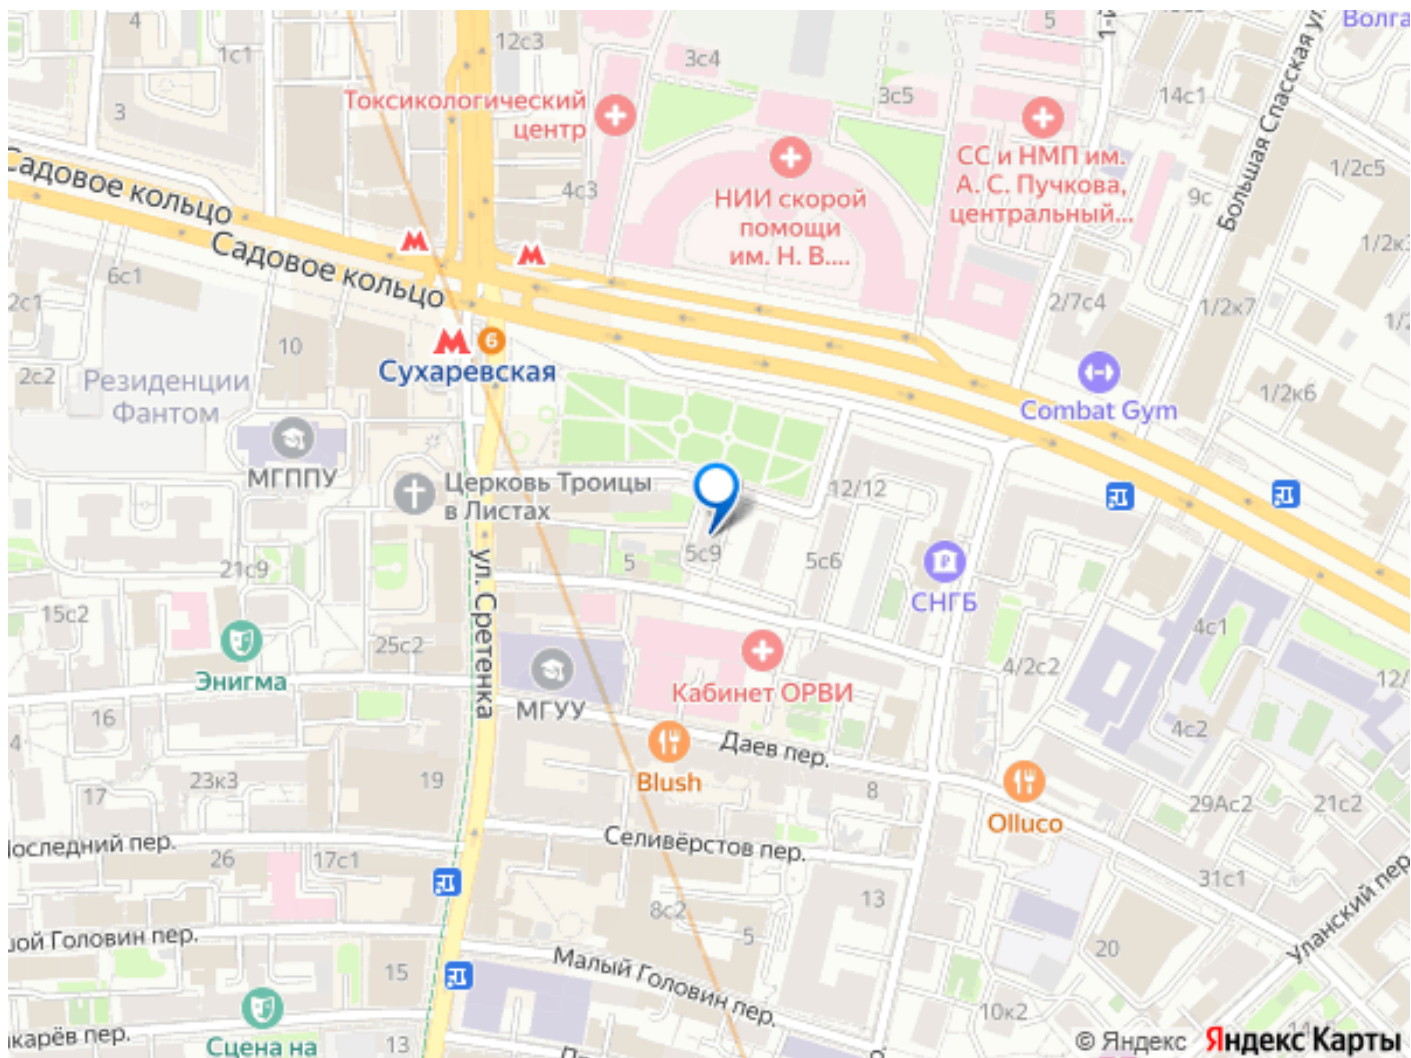 4
1с1
12с3
3с4
5
14с1
Волга
Большая Спасская ул
3
Токсикологический
центр
3с5
СС и НМП им.
А. С. Пучкова,
центральный...
1/2с5
4с3
НИИ скорой
помощи
им. Н. В....
9с
Садовое кольцо
Садовое кольцо
6с1
2с1
2/7с4
1/2к7
10
6
Сухаревская
2с2
Резиденции
Фантом
Combat Gym
1/2к6
МГППУ
Церковь Троицы
в Листах
12/12
21с9
5
5с9
5с6
СНГБ
ул. Сретенка
15с2
25с2
4с1
Энигма
МГУУ
Кабинет ОРВИ
4/2с2
12/
16
4
4с2
Даев пер.
23к3
19
Blush
8
17
Olluco
29Ас2
21с2
Последний пер.
Селивёрстов пер.
26
17с1
31с1
Уланский пер.
8с2
13
5
20
шой Головин пер.
15
Малый Головин пер.
10к2
карёв пер.
Сцена на
13
© Яндекс Яндекс Карты